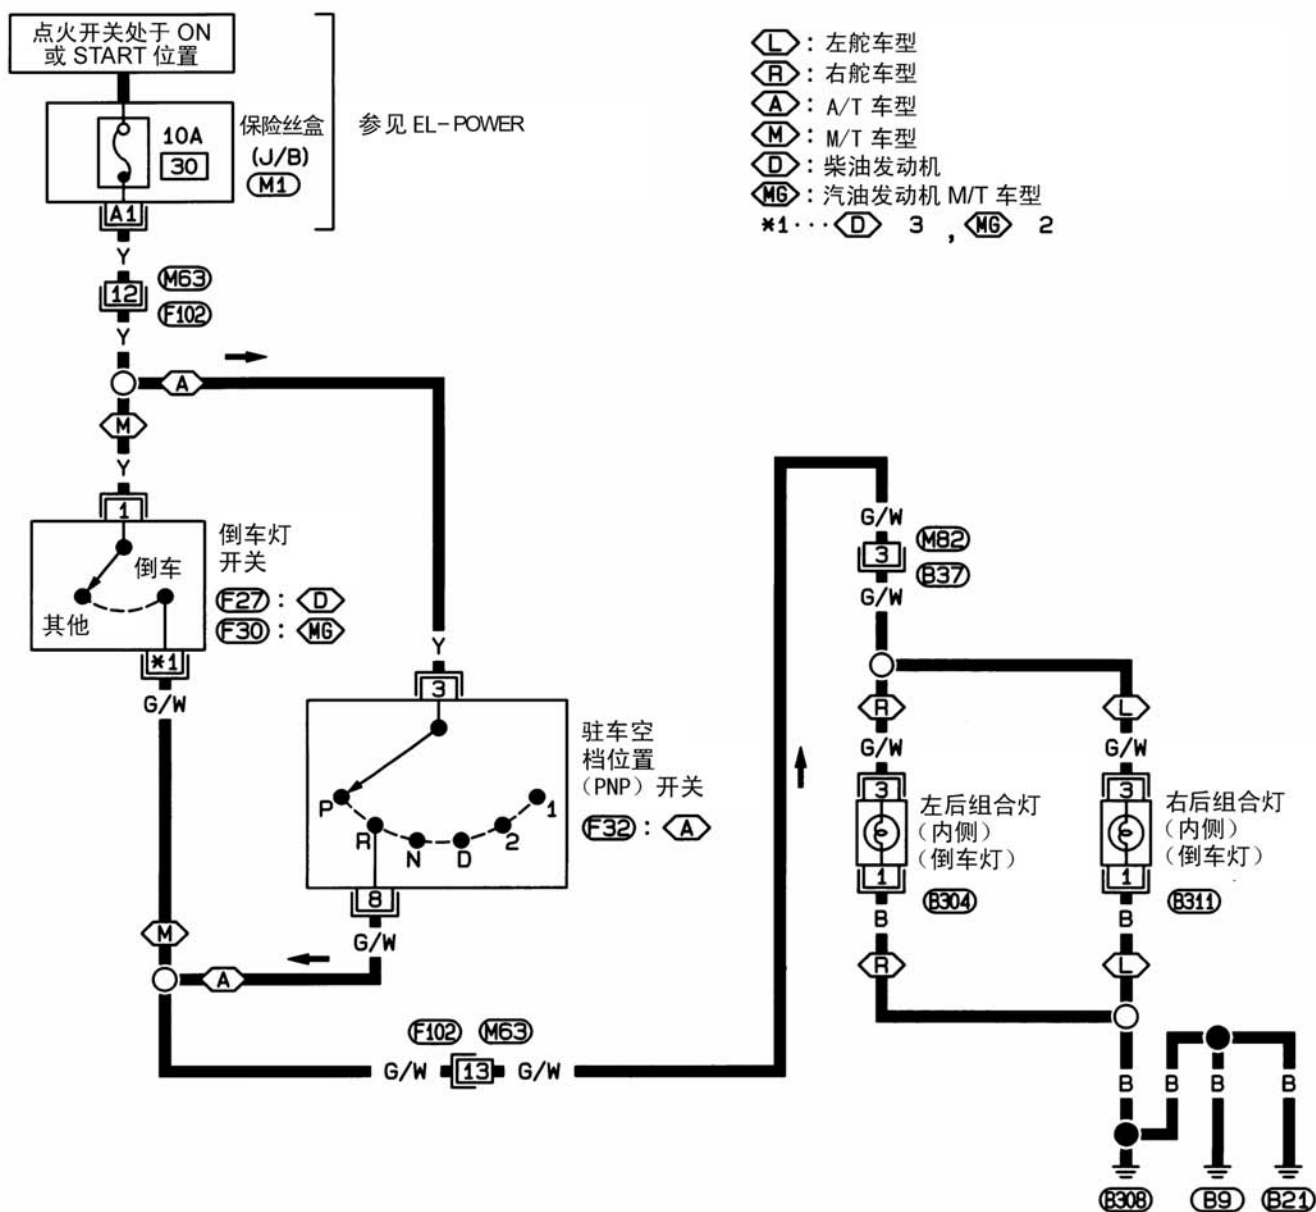 点火开关处于 ON
或 START 位置
10A
30
保险丝盒
(J/B)
M1
参见 EL-POWER
L : 左舵车型
R : 右舵车型
A : A/T 车型
M : M/T 车型
D : 柴油发动机
MG : 汽油发动机 M/T 车型
*1··· D 3 , MG 2
A1
Y
12
M63
F102
Y
A
M
Y
1
倒车灯
开关
倒车
其他
F27 : D
F30 : MG
*1
G/W
Y
3
驻车空
档位置
(PNP) 开关
F32 : A
P
R
N
D
2
1
8
G/W
M
A
F102 M63
G/W 13 G/W
G/W
3
M82
B37
G/W
R
L
G/W
G/W
3
3
左后组合灯
(内侧)
(倒车灯)
右后组合灯
(内侧)
(倒车灯)
1
1
B304
B311
B
B
R
L
B
B
B
B
B308
B9
B21